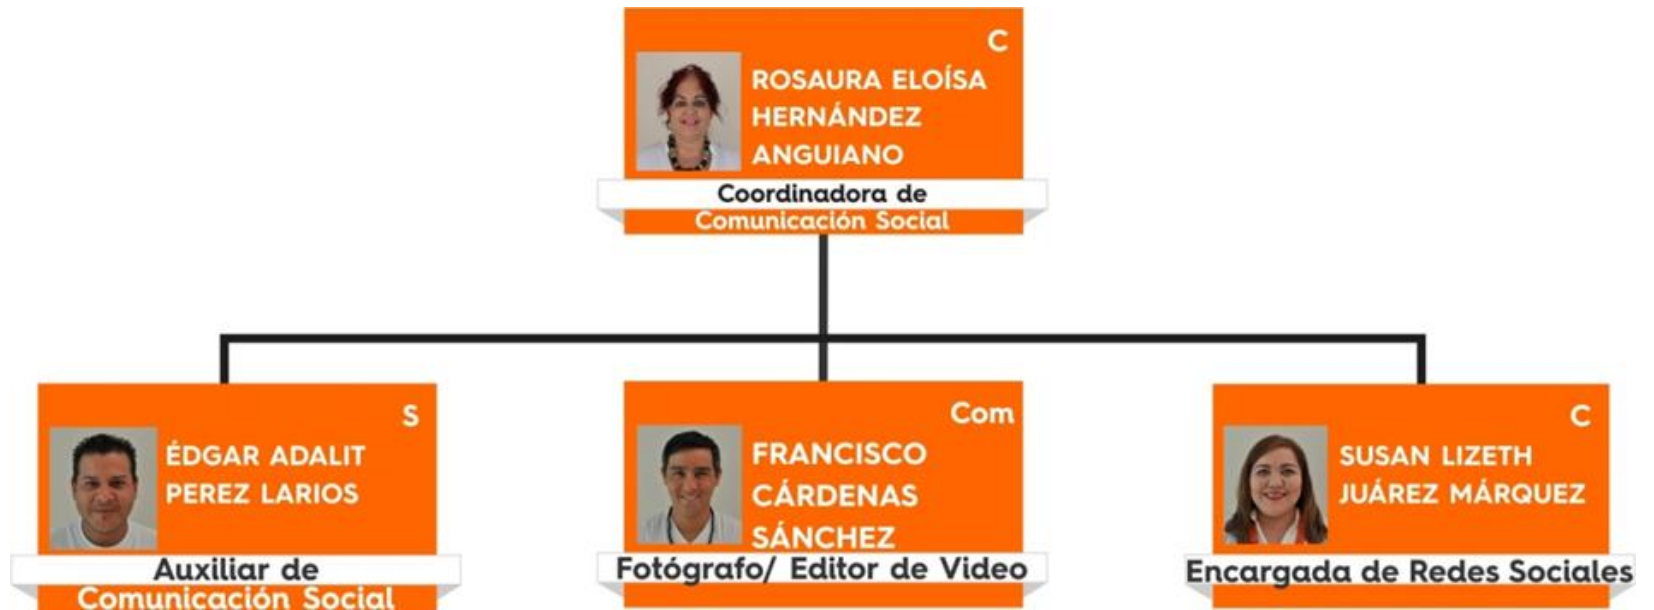 C
ROSAURA ELOÍSA
HERNÁNDEZ
ANGUIANO
Coordinadora de
Comunicación Social
S
ÉDGAR ADALIT
PEREZ LARIOS
Auxiliar de
Comunicación Social
Com
FRANCISCO
CÁRDENAS
SÁNCHEZ
Fotógrafo/ Editor de Video
C
SUSAN LIZETH
JUÁREZ MÁRQUEZ
Encargada de Redes Sociales